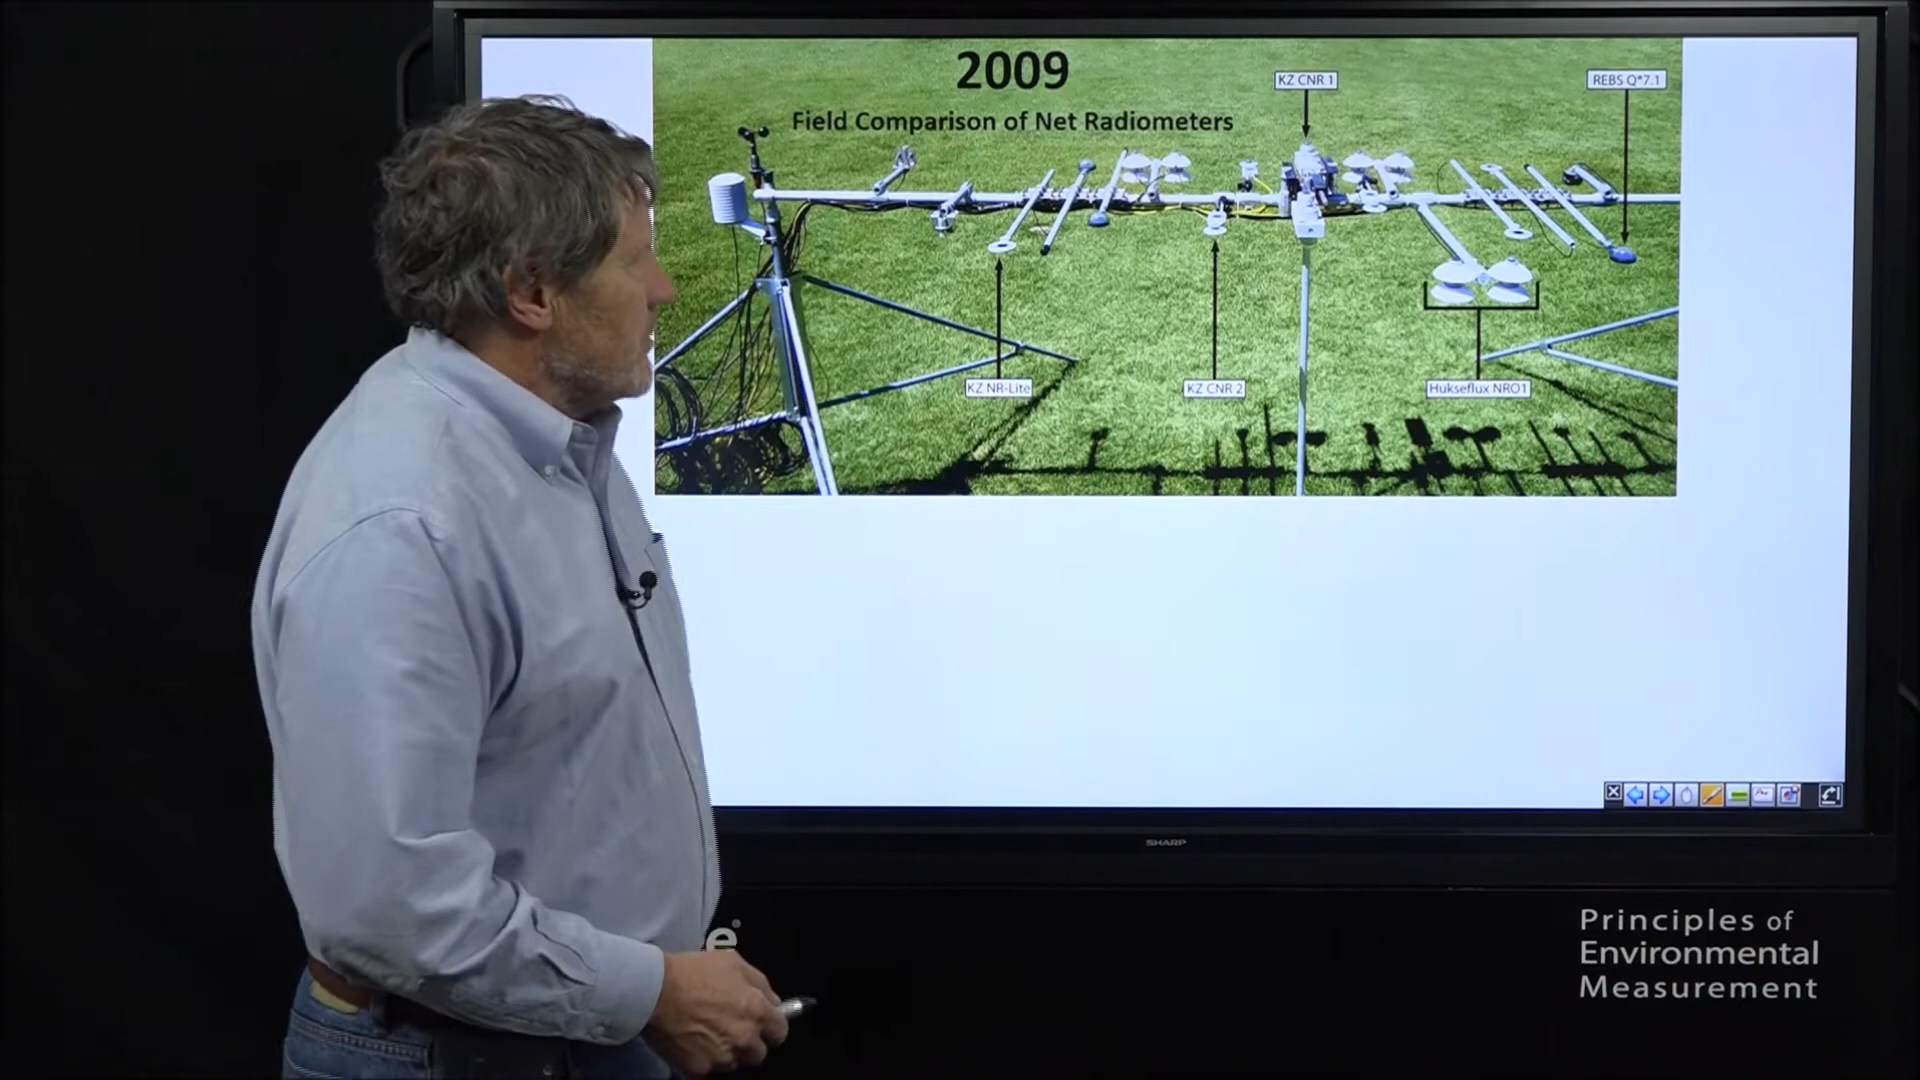 2009
Field Comparison of Net Radiometers
KZ CNR 1
REBS Q*7.1
KZ NR-Lite
KZ CNR 2
Hukseflux NRO1
SHARP
e
Principles of
Environmental
Measurement